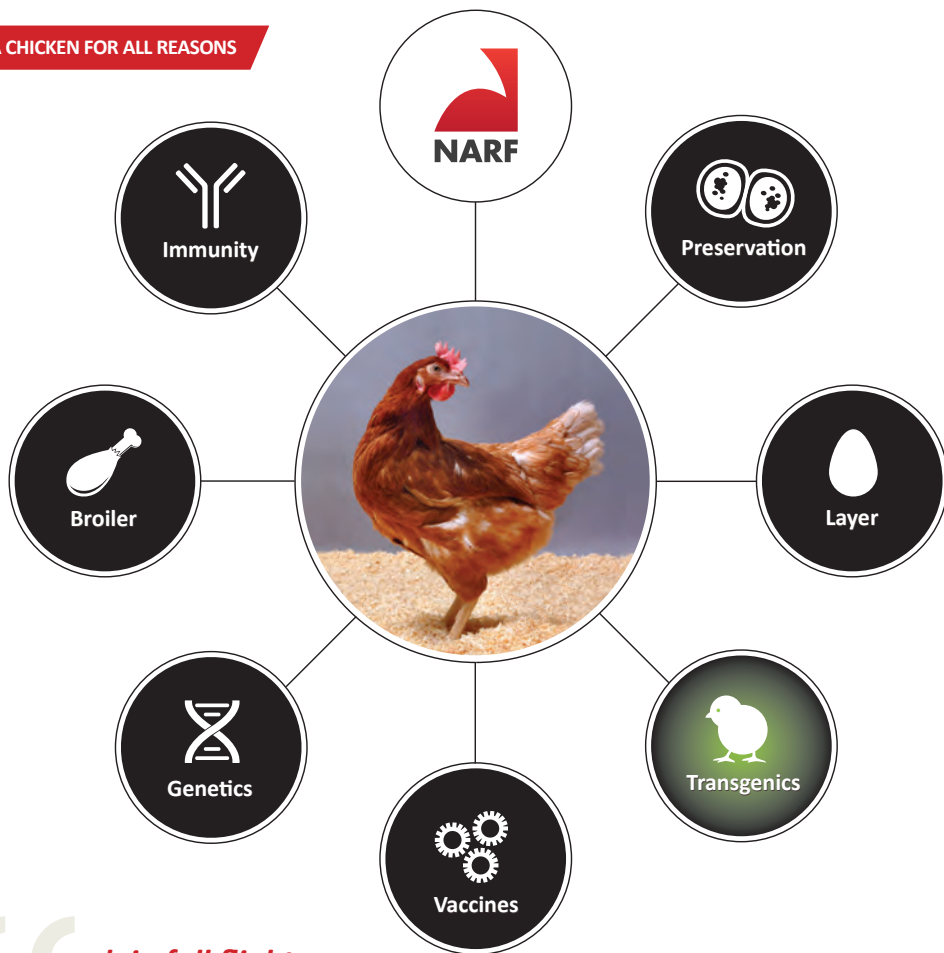 A CHICKEN FOR ALL REASONS
NARF
Immunity
Preservation
Broiler
Layer
Genetics
Transgenics
Vaccines